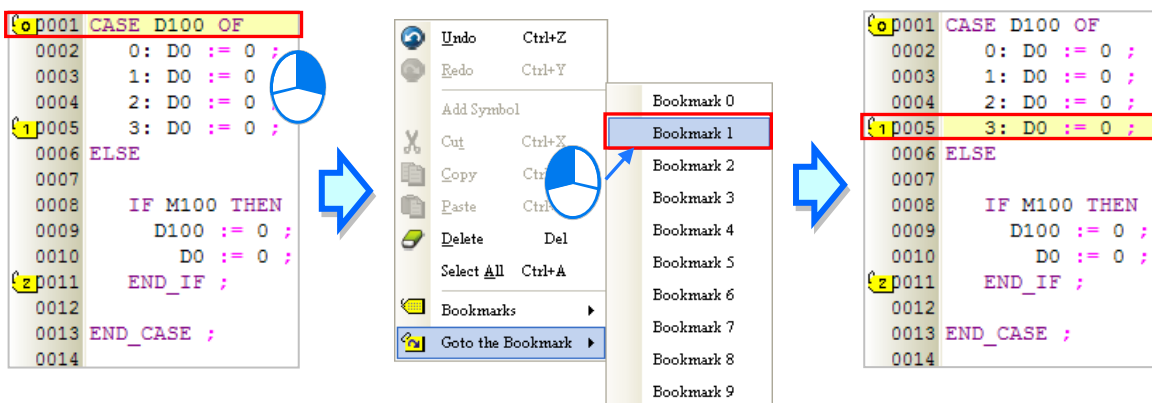 0001 CASE D100 OF
0002 0: D0 := 0 ;
0003 1: D0 := 0 ;
0004 2: D0 := 0 ;
1 0005 3: D0 := 0 ;
0006 ELSE
0007
0008 IF M100 THEN
0009 D100 := 0 ;
0010 D0 := 0 ;
2 0011 END_IF ;
0012
0013 END_CASE ;
0014
Undo Ctrl+Z
Redo Ctrl+Y
Add Symbol
Cut Ctrl+X
Copy
Paste
Delete Del
Select All Ctrl+A
Bookmarks
Goto the Bookmark
Bookmark 0
Bookmark 1
Bookmark 2
Bookmark 3
Bookmark 4
Bookmark 5
Bookmark 6
Bookmark 7
Bookmark 8
Bookmark 9
0 0001 CASE D100 OF
0002 0: D0 := 0 ;
0003 1: D0 := 0 ;
0004 2: D0 := 0 ;
1 0005 3: D0 := 0 ;
0006 ELSE
0007
0008 IF M100 THEN
0009 D100 := 0 ;
0010 D0 := 0 ;
2 0011 END_IF ;
0012
0013 END_CASE ;
0014